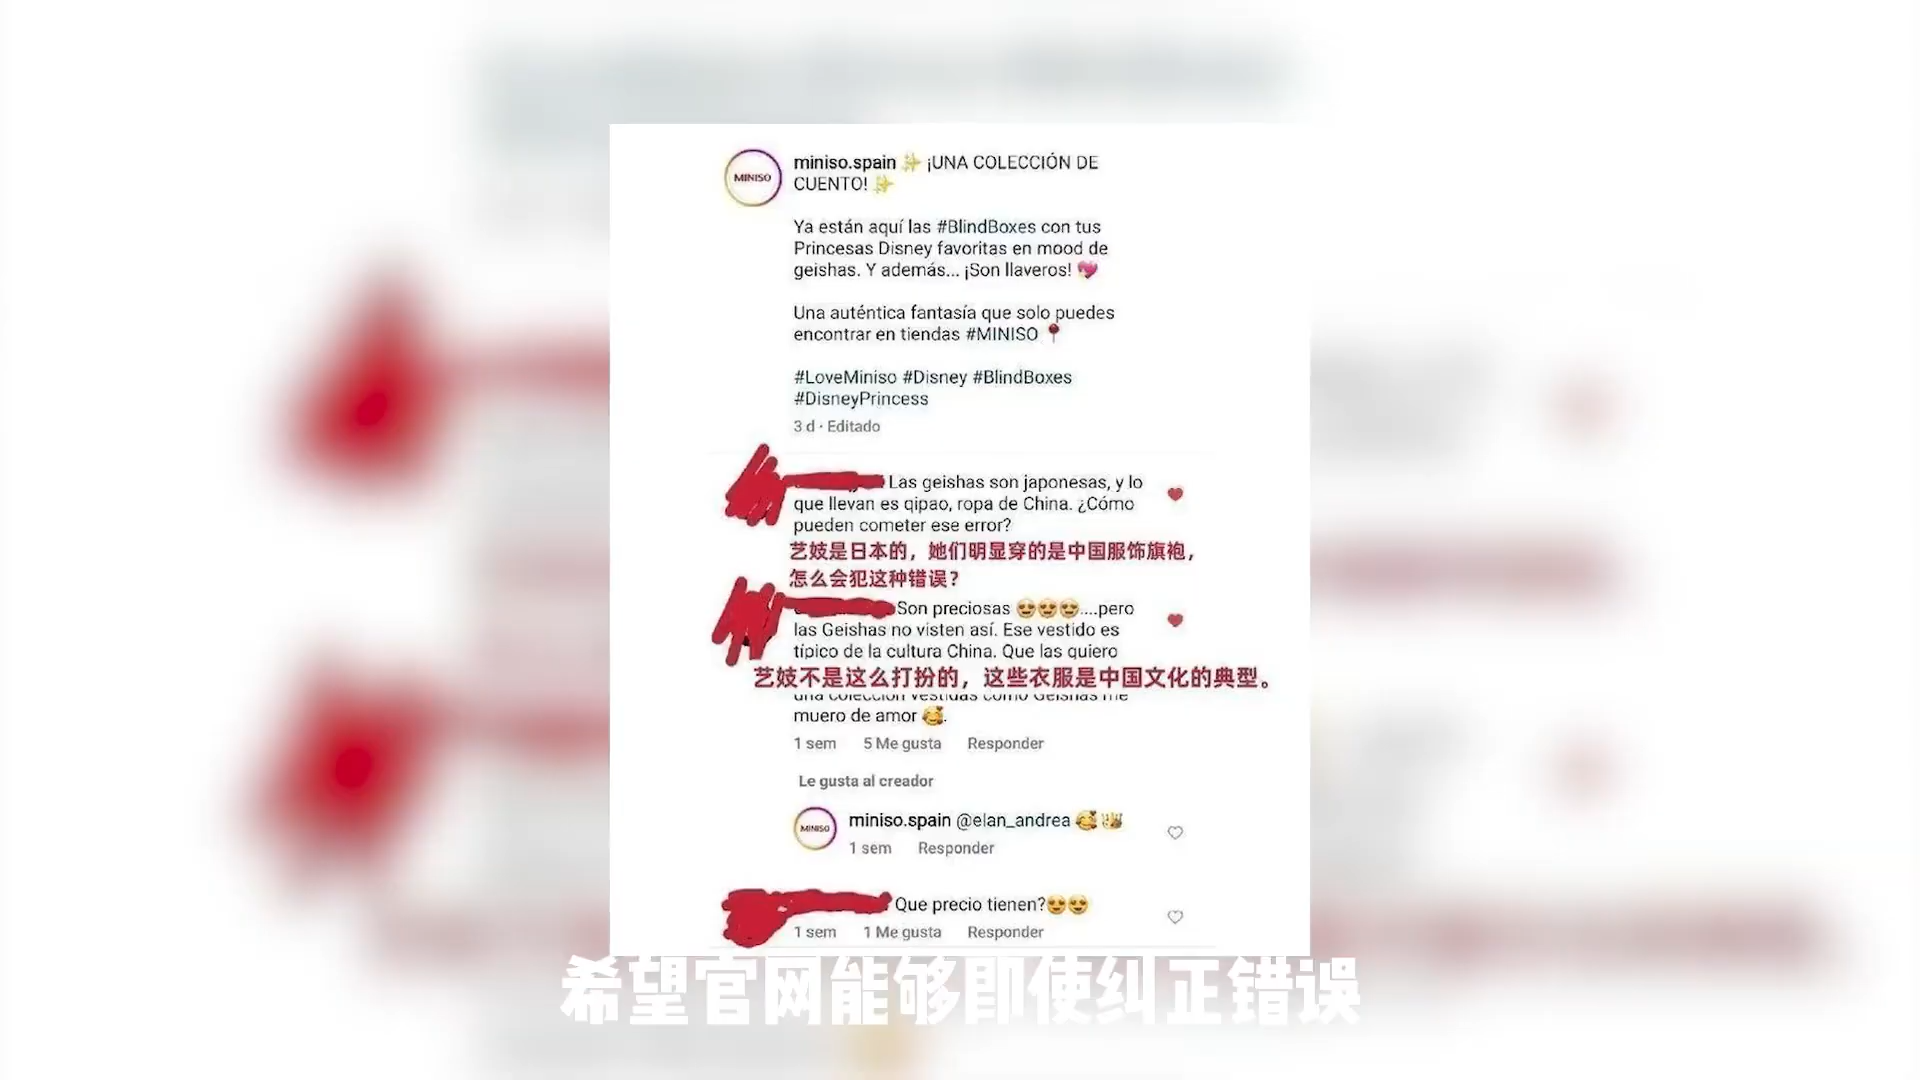 MINISO
miniso.spain ✨ ¡UNA COLECCIÓN DE
CUENTO! ✨
Ya están aquí las #BlindBoxes con tus
Princesas Disney favoritas en mood de
geishas. Y además... ¡Son llaveros! 💖
Una auténtica fantasía que solo puedes
encontrar en tiendas #MINISO 📍
#LoveMiniso #Disney #BlindBoxes
#DisneyPrincess
3 d · Editado
Las geishas son japonesas, y lo
que llevan es qipao, ropa de China. ¿Cómo
pueden cometer ese error?
艺妓是日本的，她们明显穿的是中国服饰旗袍，
怎么会犯这种错误？
Son preciosas 😍😍😍....pero
las Geishas no visten así. Ese vestido es
típico de la cultura China. Que las quiero
艺妓不是这么打扮的，这些衣服是中国文化的典型。
una colección vestidas como Geishas me
muero de amor 🥰.
1 sem 5 Me gusta Responder
Le gusta al creador
MINISO
miniso.spain @elan_andrea 🥰👑
1 sem Responder
Que precio tienen?😍😍
1 sem 1 Me gusta Responder
希望官网能够即使纠正错误